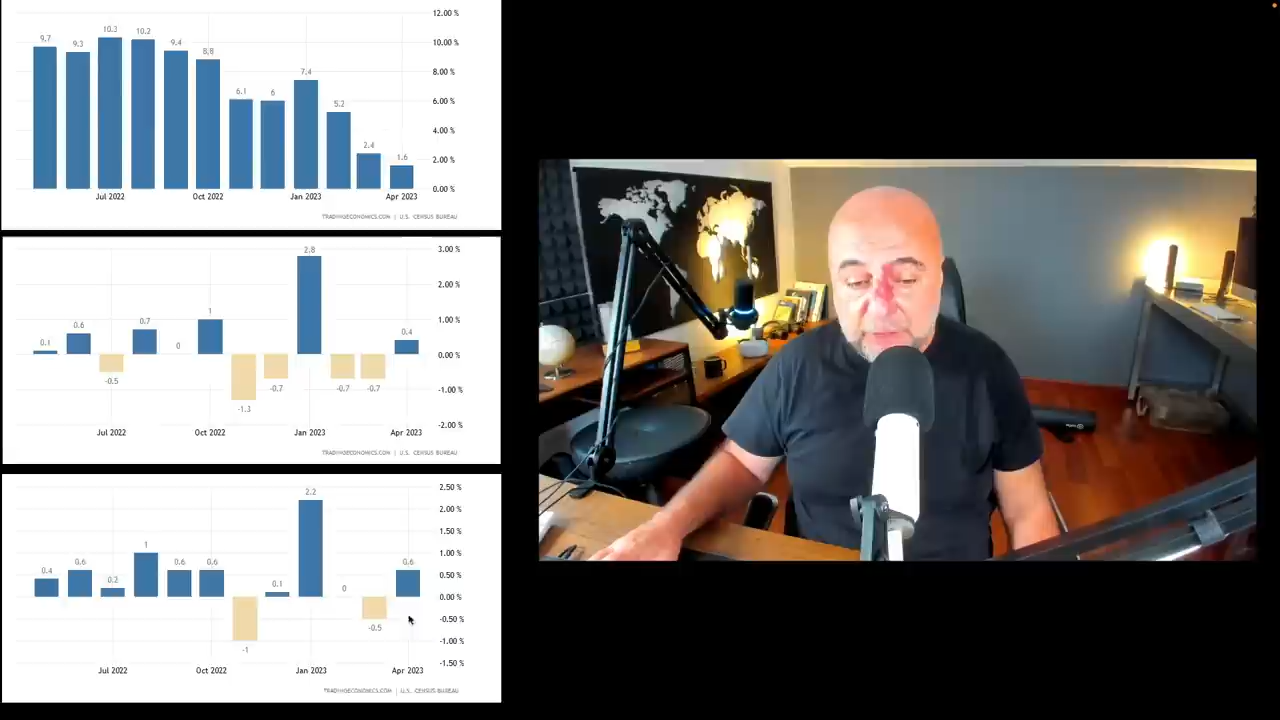 12.00 %
10.00 %
8.00 %
6.00 %
4.00 %
2.00 %
0.00 %
9.7 9.3 10.3 10.2 9.4 8.8 6.1 6 7.4 5.2 2.4 1.6
Jul 2022 Oct 2022 Jan 2023 Apr 2023
TRADINGECONOMICS.COM | U.S. CENSUS BUREAU
3.00 %
2.00 %
1.00 %
0.00 %
-1.00 %
-2.00 %
0.1 0.6 -0.5 0.7 0 1 -1.3 -0.7 2.8 -0.7 -0.7 0.4
Jul 2022 Oct 2022 Jan 2023 Apr 2023
TRADINGECONOMICS.COM | U.S. CENSUS BUREAU
2.50 %
2.00 %
1.50 %
1.00 %
0.50 %
0.00 %
-0.50 %
-1.00 %
-1.50 %
0.4 0.6 0.2 1 0.6 0.6 -1 0.1 2.2 0 -0.5 0.6
Jul 2022 Oct 2022 Jan 2023 Apr 2023
TRADINGECONOMICS.COM | U.S. CENSUS BUREAU